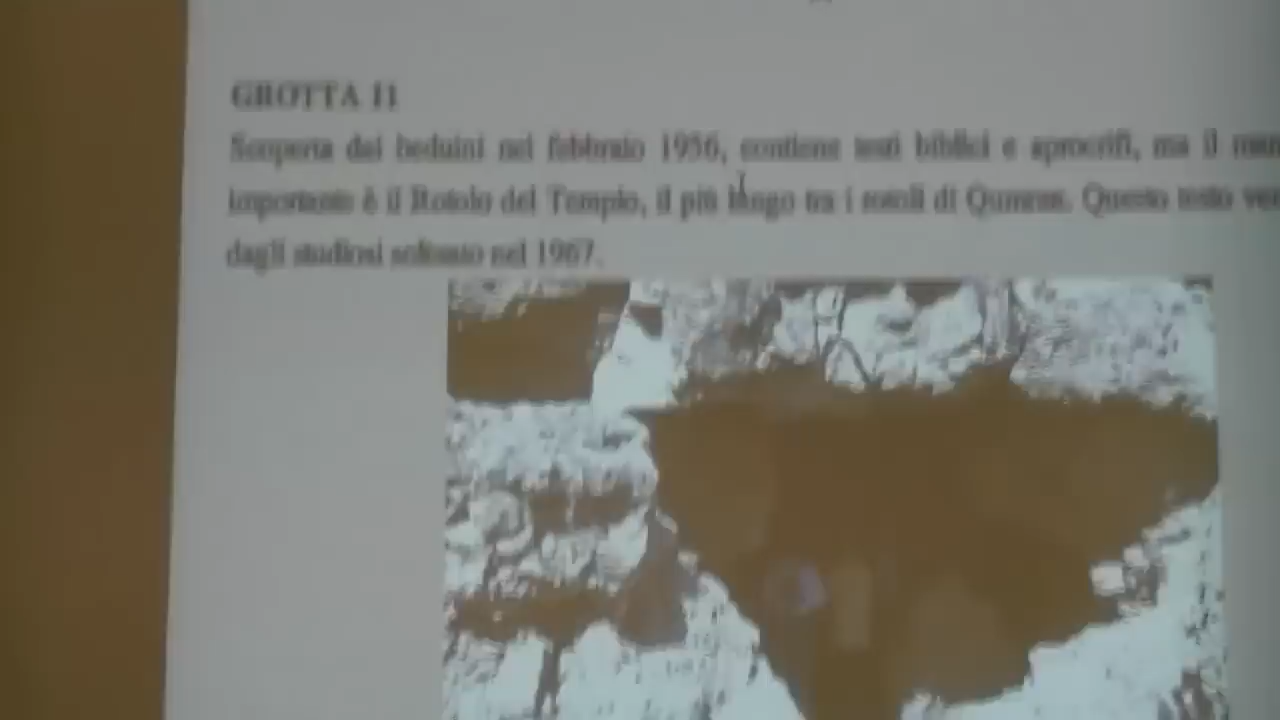 GROTTA 11
Scoperta dai beduini nel febbraio 1956, contiene testi biblici e aprocrifi, ma il
importante è il Rotolo del Tempio, il più lungo tra i rotoli di Qumran. Questo testo
dagli studiosi soltanto nel 1967.